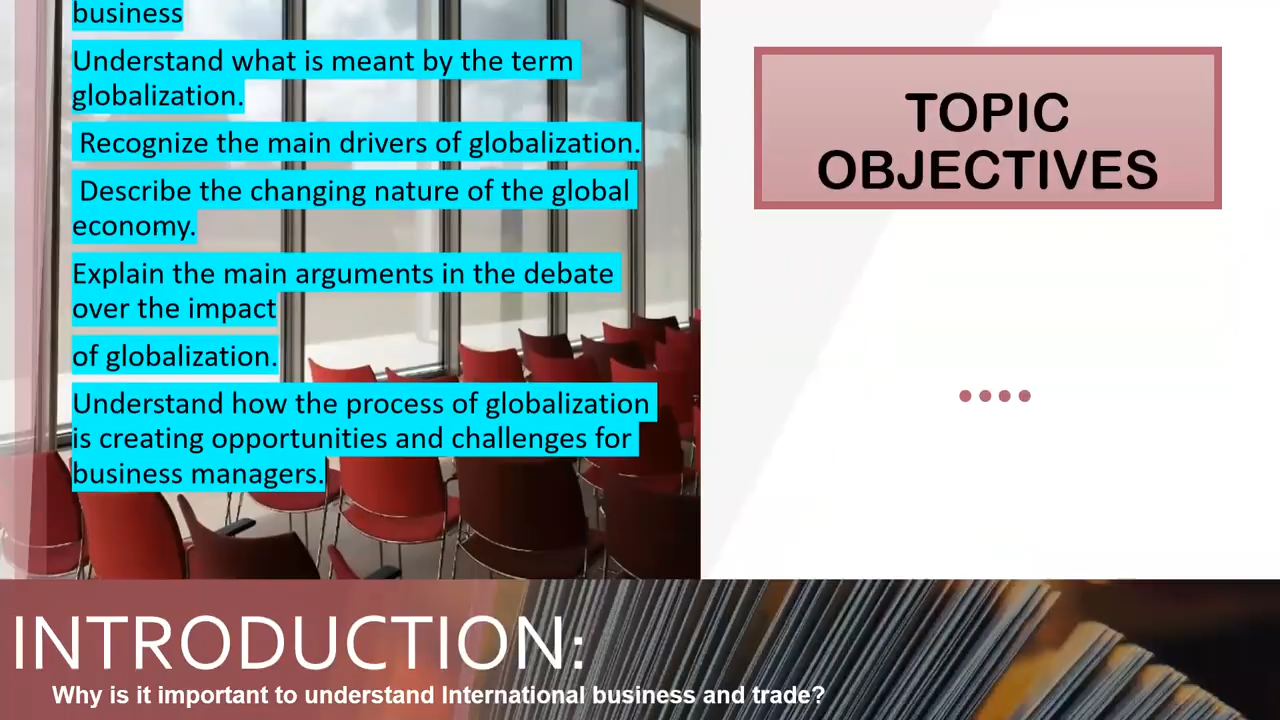 business
Understand what is meant by the term
globalization.
Recognize the main drivers of globalization.
Describe the changing nature of the global
economy.
Explain the main arguments in the debate
over the impact
of globalization.
Understand how the process of globalization
is creating opportunities and challenges for
business managers.
TOPIC
OBJECTIVES
INTRODUCTION:
Why is it important to understand International business and trade?